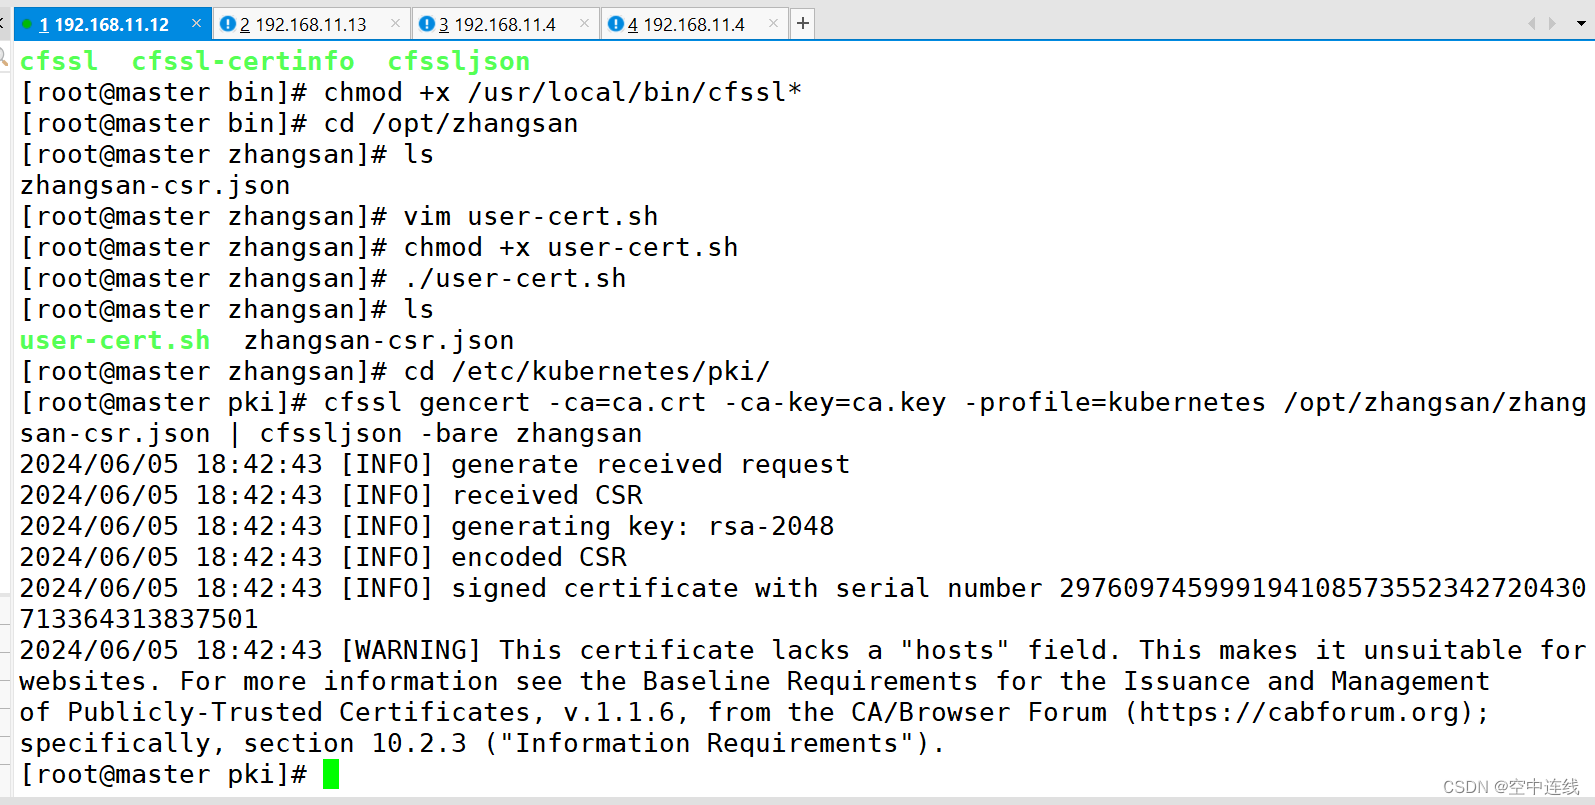 1 192.168.11.12 × 2 192.168.11.13 × 3 192.168.11.4 × 4 192.168.11.4 × +
cfssl  cfssl-certinfo  cfssljson
[root@master bin]# chmod +x /usr/local/bin/cfssl*
[root@master bin]# cd /opt/zhangsan
[root@master zhangsan]# ls
zhangsan-csr.json
[root@master zhangsan]# vim user-cert.sh
[root@master zhangsan]# chmod +x user-cert.sh
[root@master zhangsan]# ./user-cert.sh
[root@master zhangsan]# ls
user-cert.sh  zhangsan-csr.json
[root@master zhangsan]# cd /etc/kubernetes/pki/
[root@master pki]# cfssl gencert -ca=ca.crt -ca-key=ca.key -profile=kubernetes /opt/zhangsan/zhang
san-csr.json | cfssljson -bare zhangsan
2024/06/05 18:42:43 [INFO] generate received request
2024/06/05 18:42:43 [INFO] received CSR
2024/06/05 18:42:43 [INFO] generating key: rsa-2048
2024/06/05 18:42:43 [INFO] encoded CSR
2024/06/05 18:42:43 [INFO] signed certificate with serial number 297609745999194108573552342720430
713364313837501
2024/06/05 18:42:43 [WARNING] This certificate lacks a "hosts" field. This makes it unsuitable for
websites. For more information see the Baseline Requirements for the Issuance and Management
of Publicly-Trusted Certificates, v.1.1.6, from the CA/Browser Forum (https://cabforum.org);
specifically, section 10.2.3 ("Information Requirements").
[root@master pki]#
CSDN @空中连线